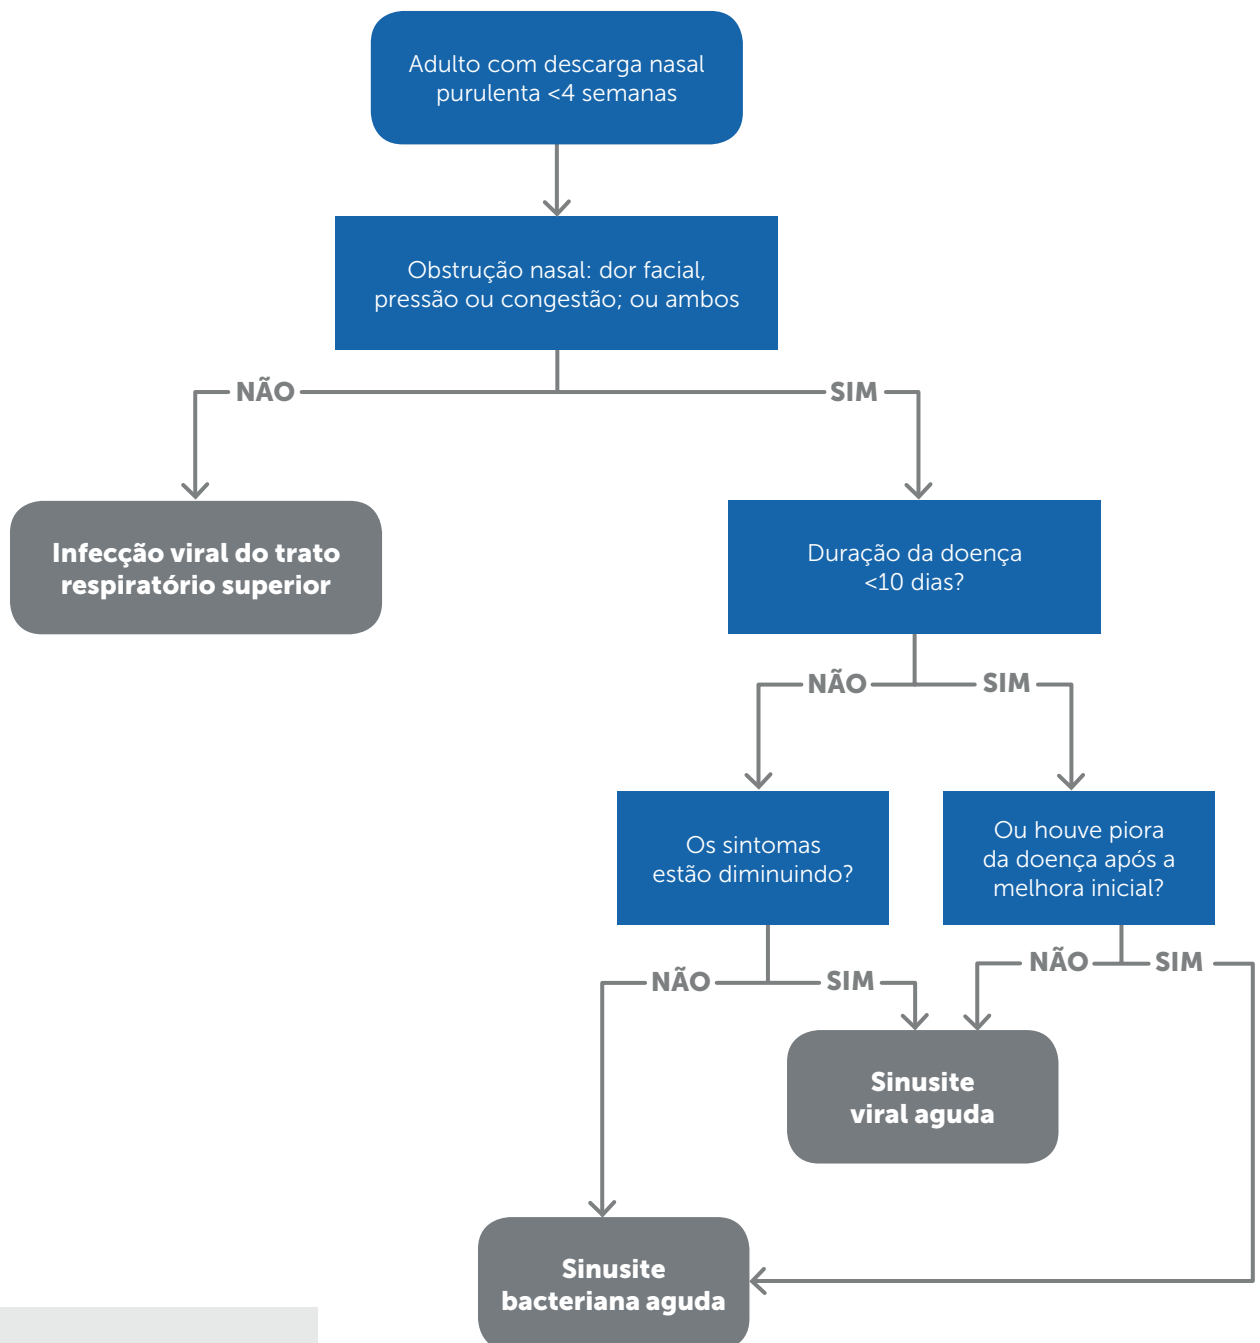 Adulto com descarga nasal
purulenta <4 semanas
Obstrução nasal: dor facial,
pressão ou congestão; ou ambos
NÃO
SIM
Infecção viral do trato
respiratório superior
Duração da doença
<10 dias?
NÃO
SIM
Os sintomas
estão diminuindo?
Ou houve piora
da doença após a
melhora inicial?
NÃO
SIM
NÃO
SIM
Sinusite
viral aguda
Sinusite
bacteriana aguda